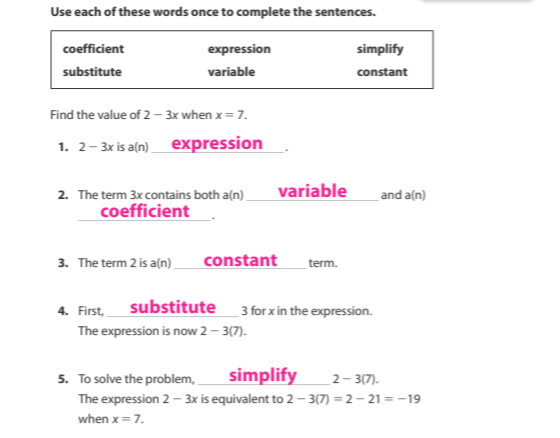 Use each of these words once to complete the sentences.
coefficient expression simplify
substitute variable constant
Find the value of 2 – 3x when x = 7.
1. 2 – 3x is a(n) expression .
2. The term 3x contains both a(n) variable and a(n)
coefficient .
3. The term 2 is a(n) constant term.
4. First, substitute 3 for x in the expression.
The expression is now 2 – 3(7).
5. To solve the problem, simplify 2 – 3(7).
The expression 2 – 3x is equivalent to 2 – 3(7) = 2 – 21 = –19
when x = 7.